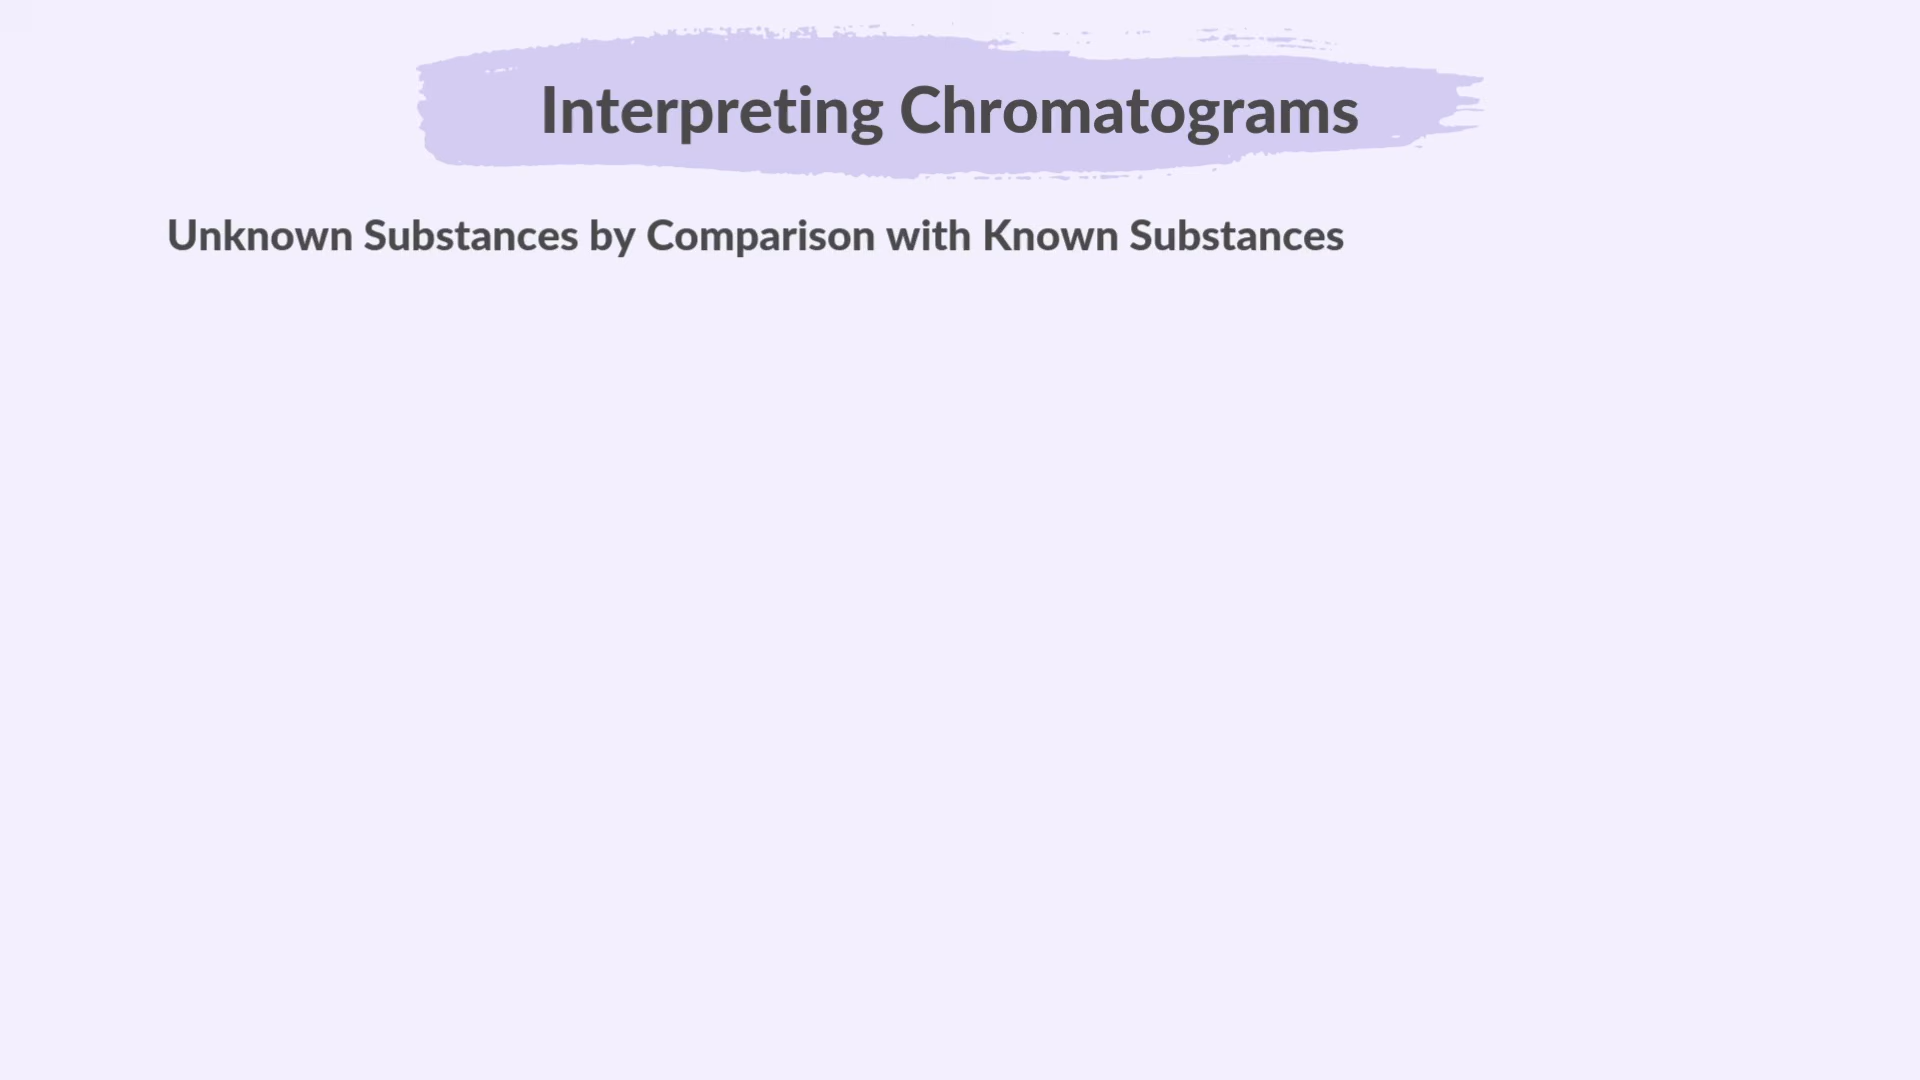 Interpreting Chromatograms
Unknown Substances by Comparison with Known Substances